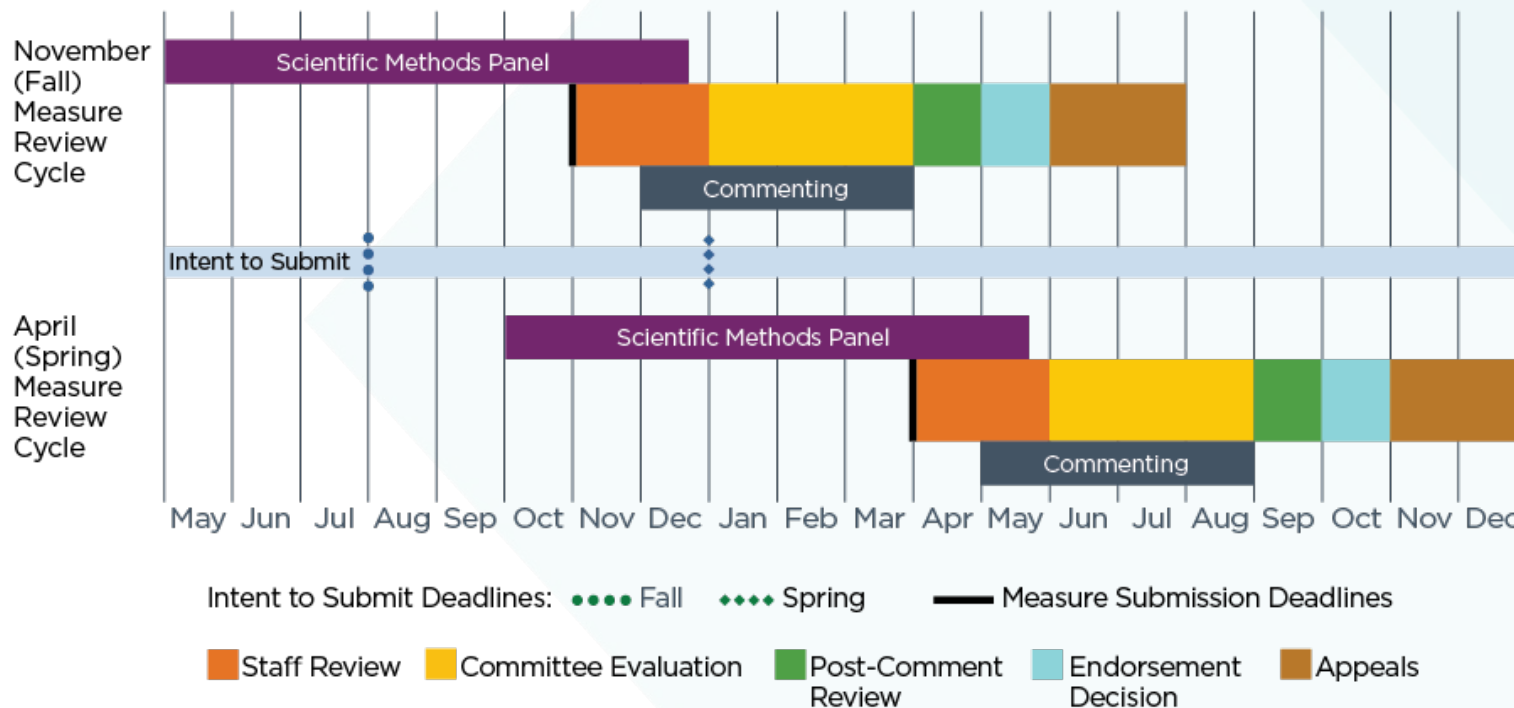 November
(Fall)
Measure
Review
Cycle
Scientific Methods Panel
Commenting
Intent to Submit
April
(Spring)
Measure
Review
Cycle
Scientific Methods Panel
Commenting
May Jun Jul Aug Sep Oct Nov Dec Jan Feb Mar Apr May Jun Jul Aug Sep Oct Nov Dec
Intent to Submit Deadlines: Fall Spring Measure Submission Deadlines
Staff Review Committee Evaluation Post-Comment Endorsement Appeals
Review Decision